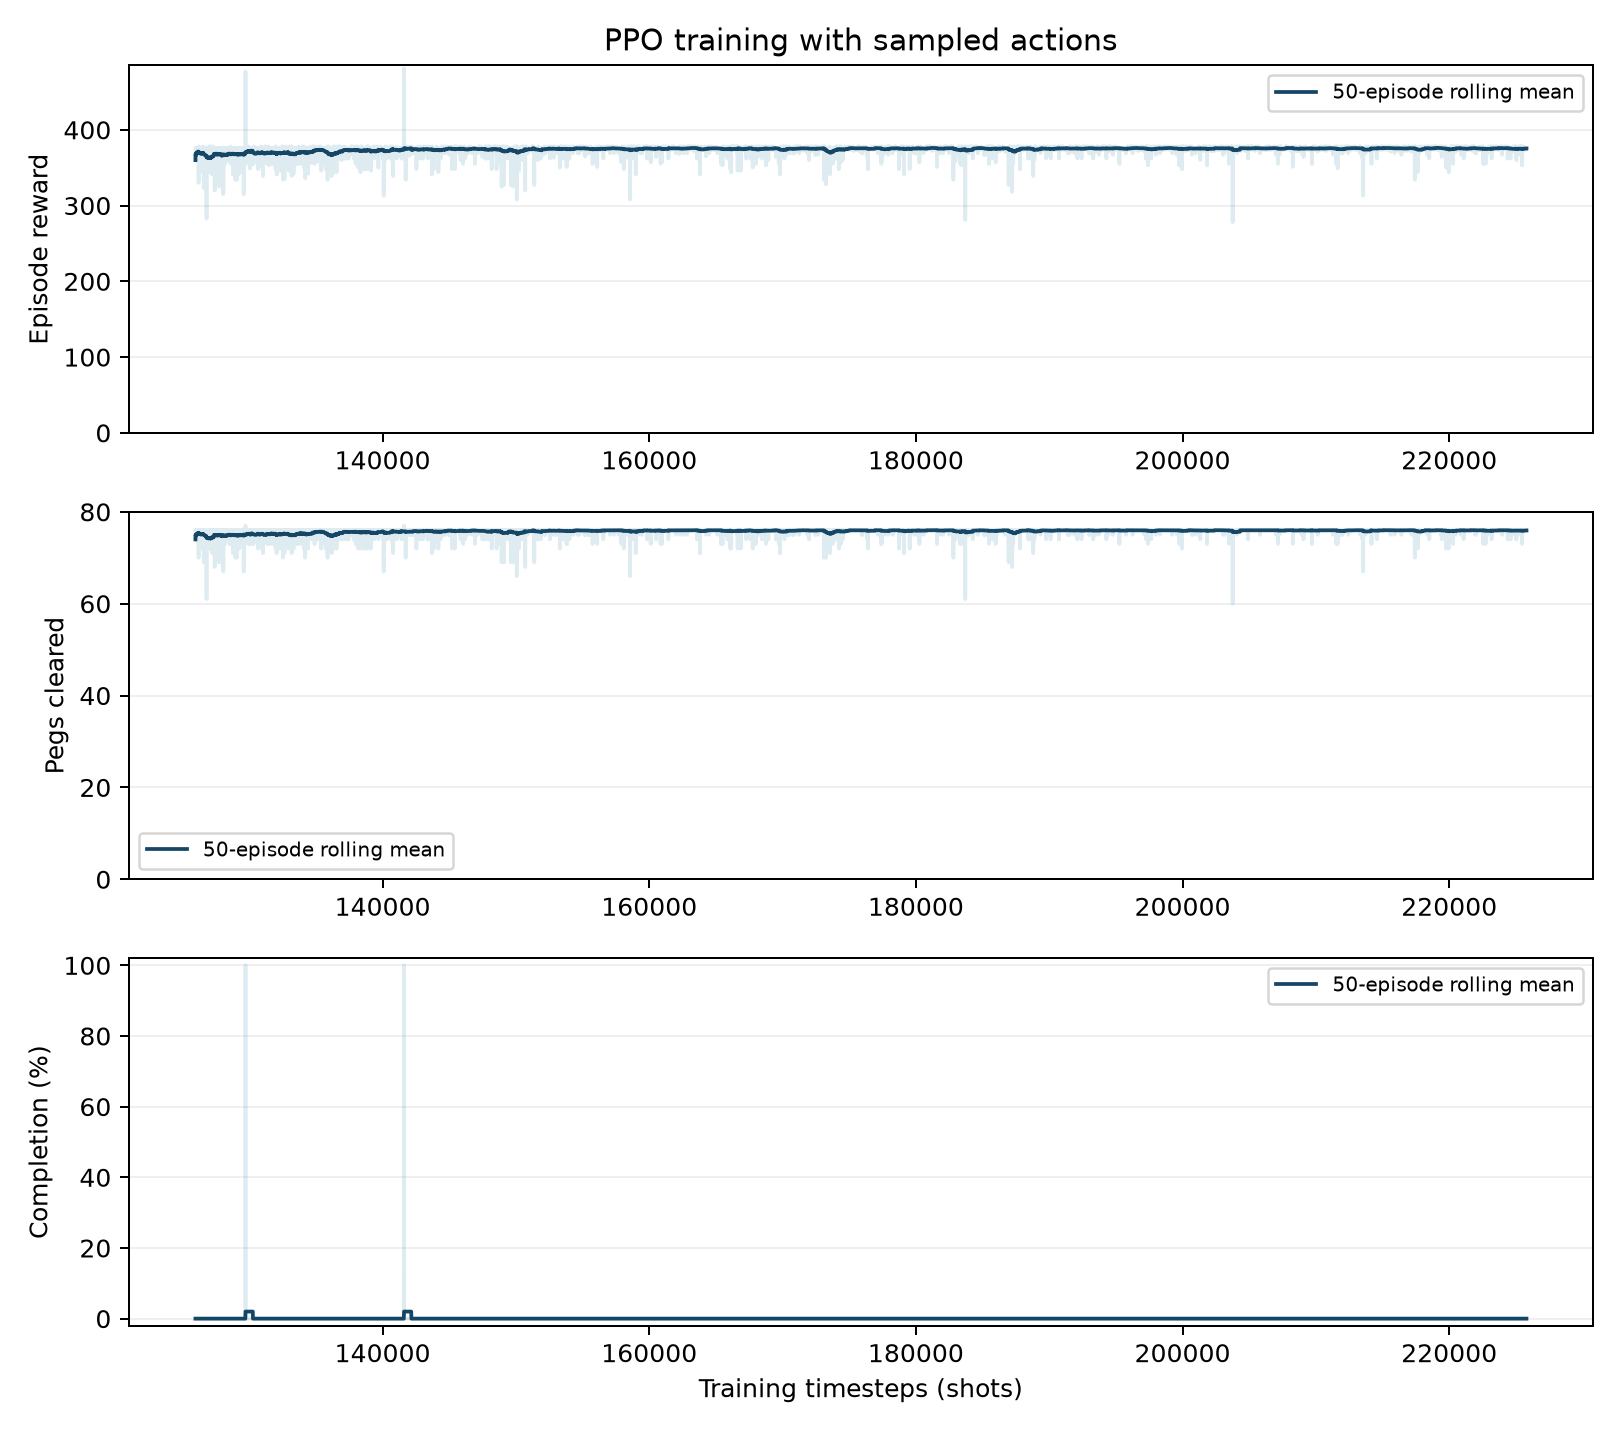 PPO training with sampled actions
50-episode rolling mean
Episode reward
400
300
200
100
0
140000 160000 180000 200000 220000
50-episode rolling mean
Pegs cleared
80
60
40
20
0
140000 160000 180000 200000 220000
50-episode rolling mean
Completion (%)
100
80
60
40
20
0
140000 160000 180000 200000 220000
Training timesteps (shots)